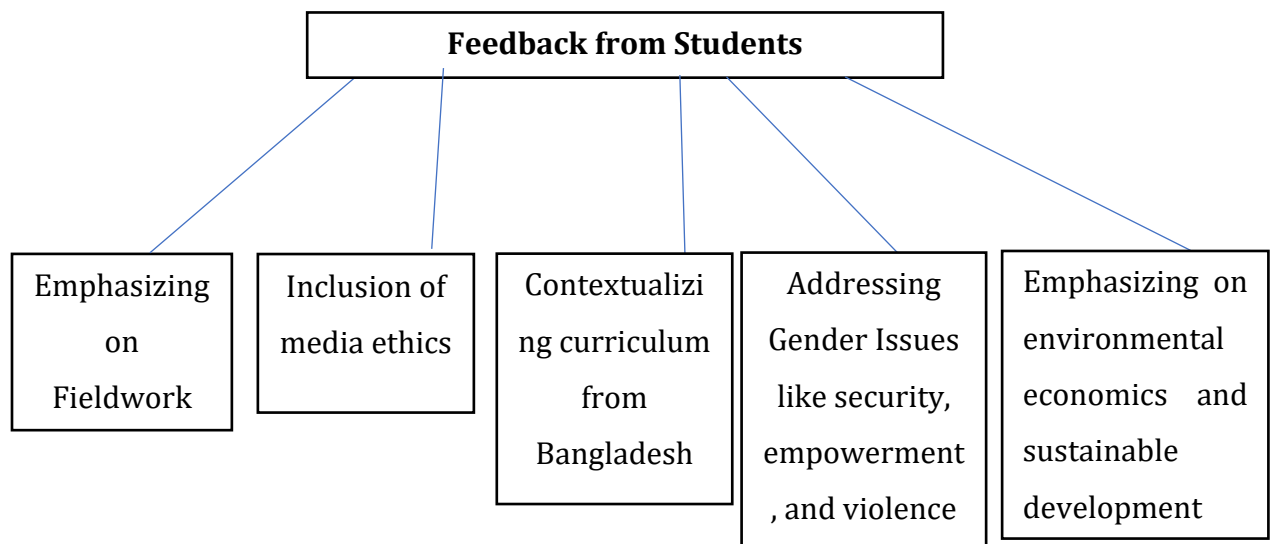 Feedback from Students
Emphasizing
on
Fieldwork
Inclusion of
media ethics
Contextualizi
ng curriculum
from
Bangladesh
Addressing
Gender Issues
like security,
empowerment
, and violence
Emphasizing on
environmental
economics and
sustainable
development